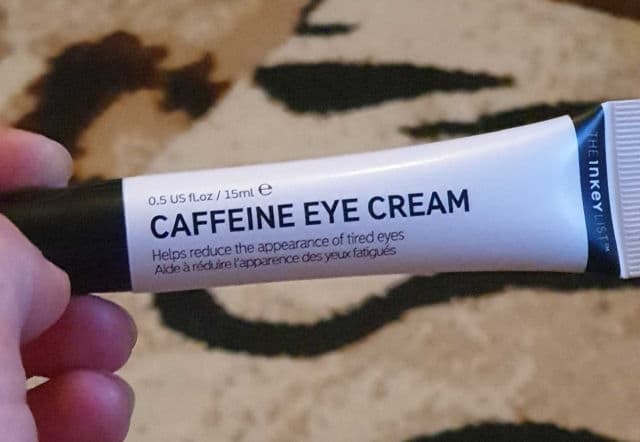 0.5 US fl.oz / 15ml ℮
CAFFEINE EYE CREAM
Helps reduce the appearance of tired eyes
Aide à réduire l'apparence des yeux fatigués
THE INKEY LIST™